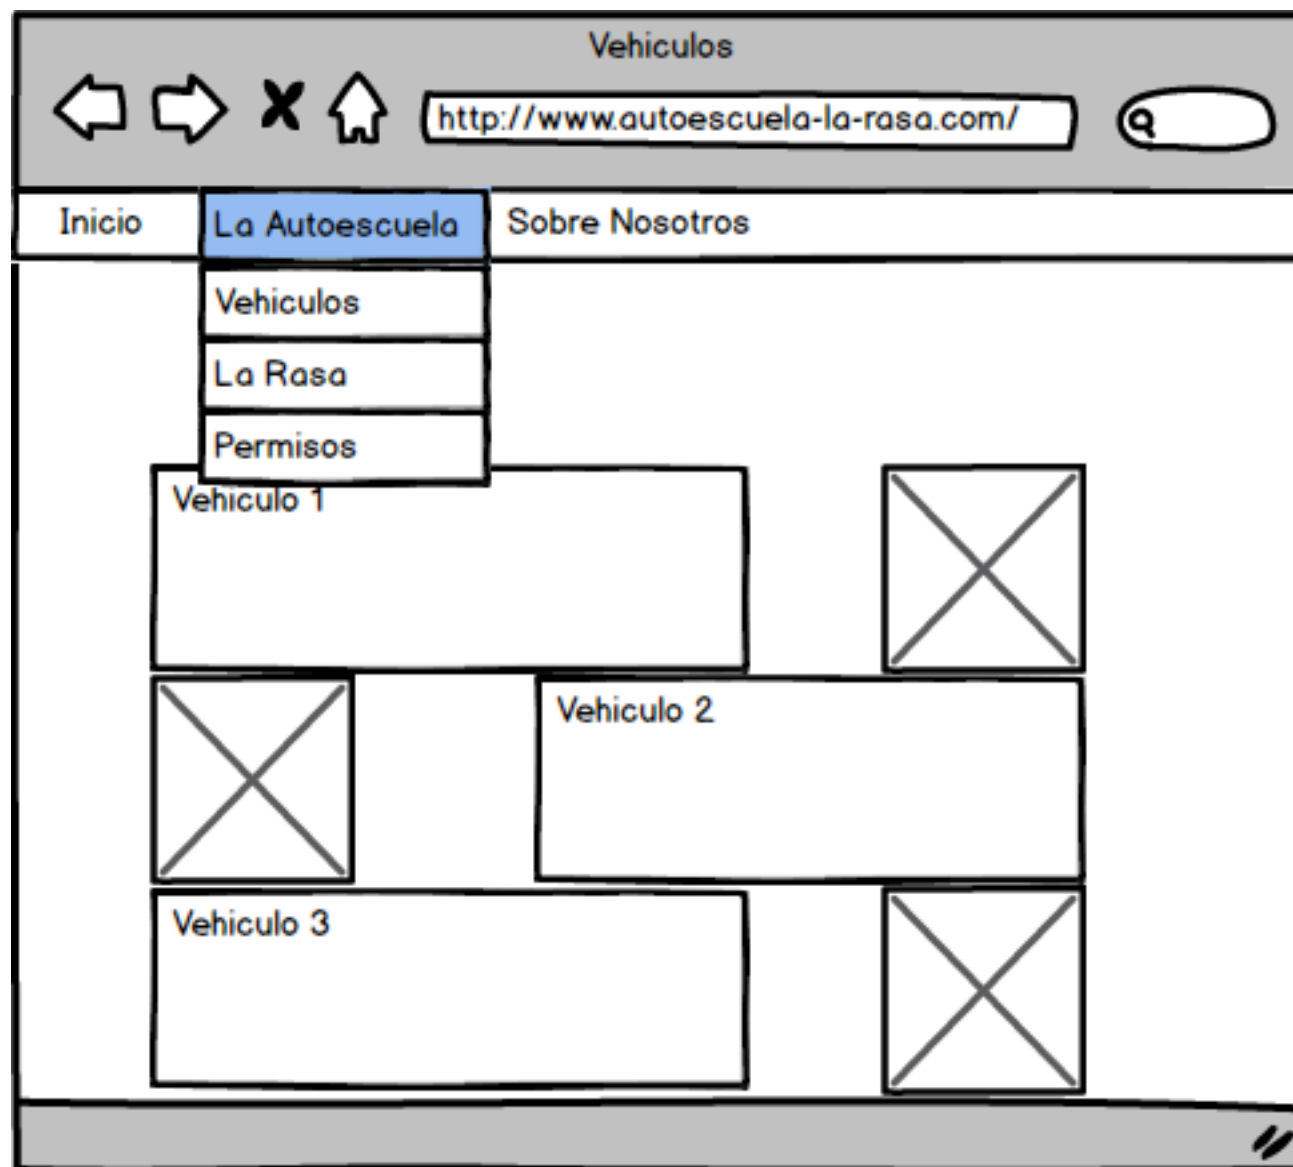 Vehiculos
http://www.autoescuela-la-rasa.com/
Inicio La Autoescuela Sobre Nosotros
Vehiculos
La Rasa
Permisos
Vehiculo 1
Vehiculo 2
Vehiculo 3